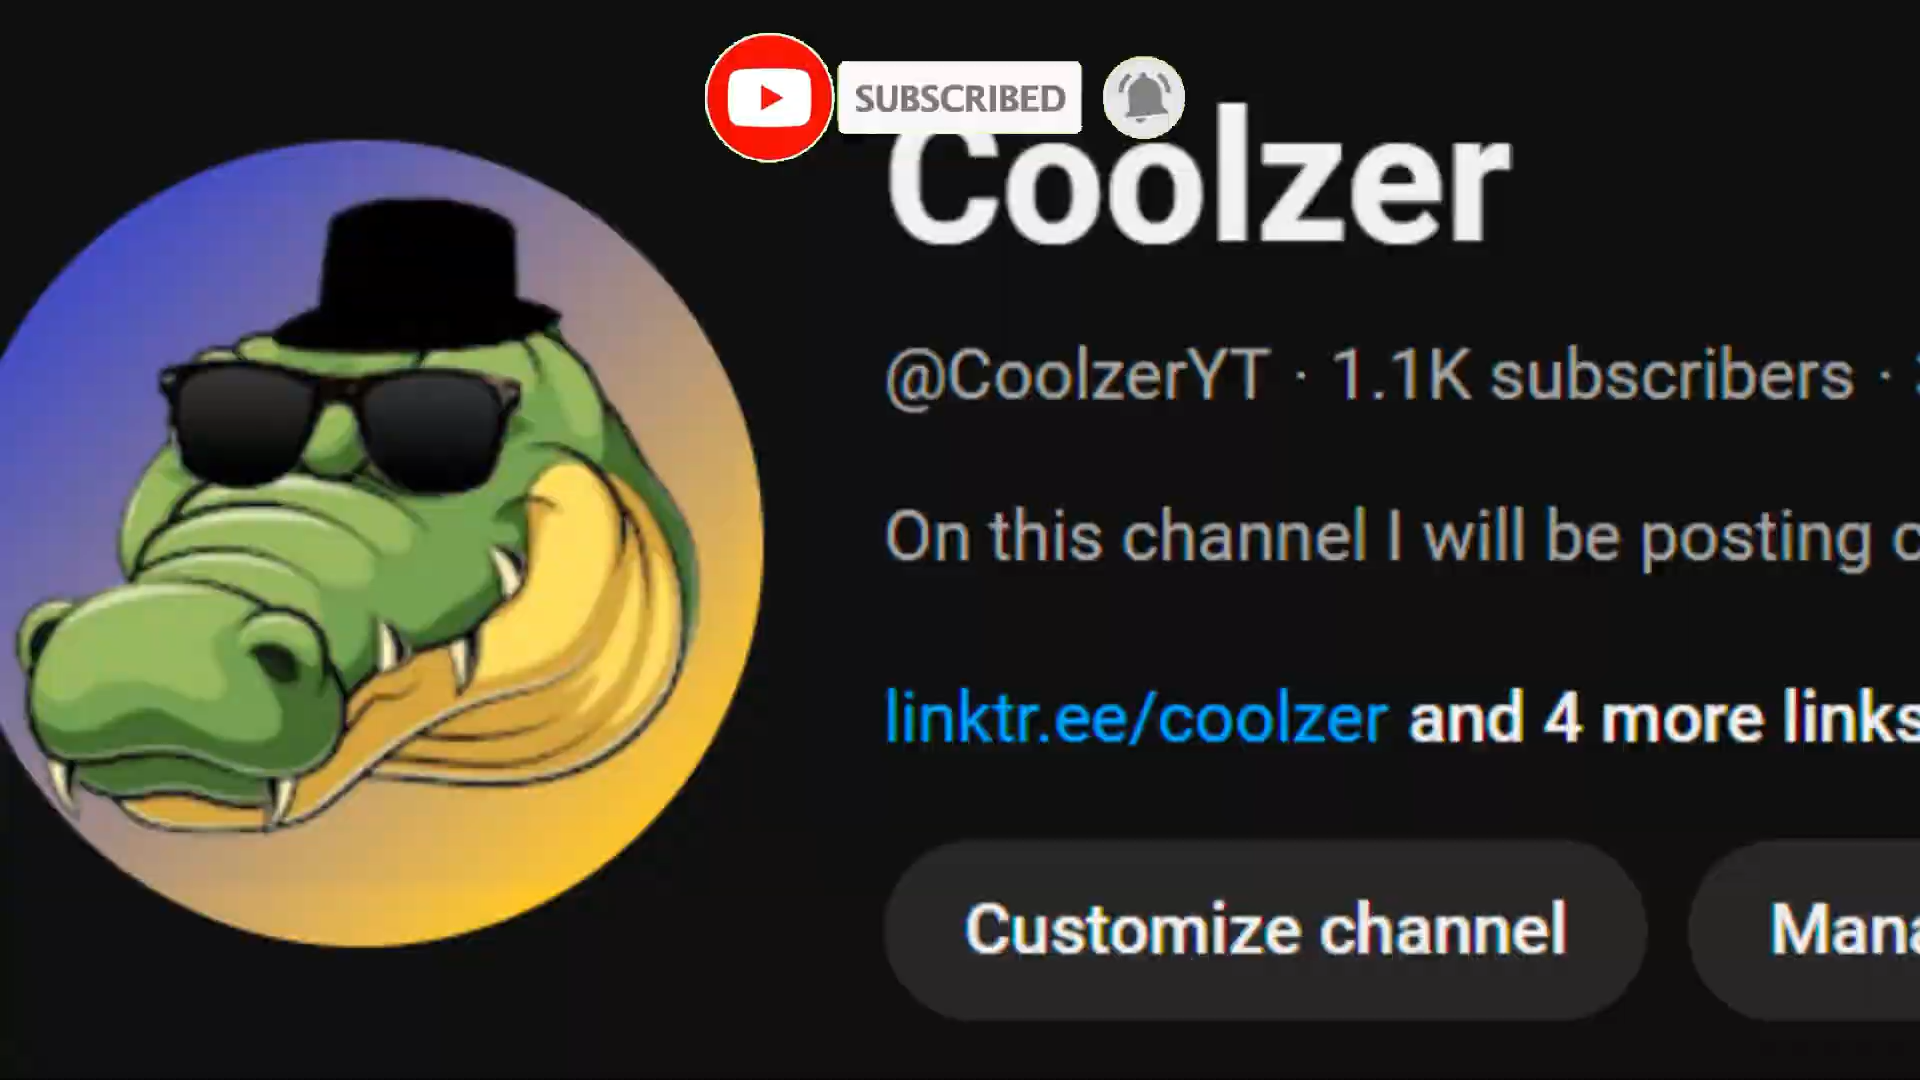 SUBSCRIBED
Coolzer
@CoolzerYT · 1.1K subscribers ·
On this channel I will be posting
linktr.ee/coolzer and 4 more links
Customize channel